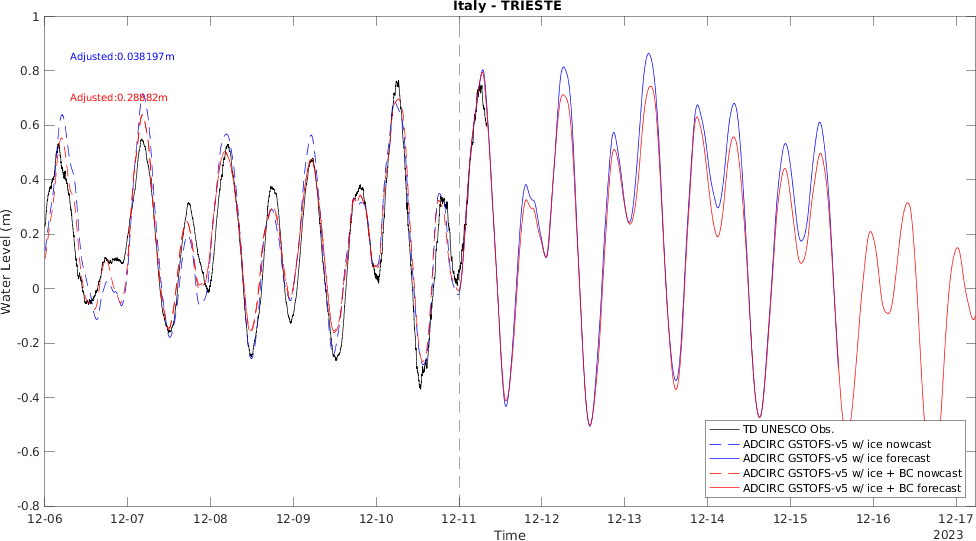 Italy - TRIESTE
Adjusted:0.038197m
Adjusted:0.28882m
Water Level (m)
1
0.8
0.6
0.4
0.2
0
-0.2
-0.4
-0.6
-0.8
TD UNESCO Obs.
ADCIRC GSTOFS-v5 w/ ice nowcast
ADCIRC GSTOFS-v5 w/ ice forecast
ADCIRC GSTOFS-v5 w/ ice + BC nowcast
ADCIRC GSTOFS-v5 w/ ice + BC forecast
12-06 12-07 12-08 12-09 12-10 12-11 12-12 12-13 12-14 12-15 12-16 12-17
Time
2023